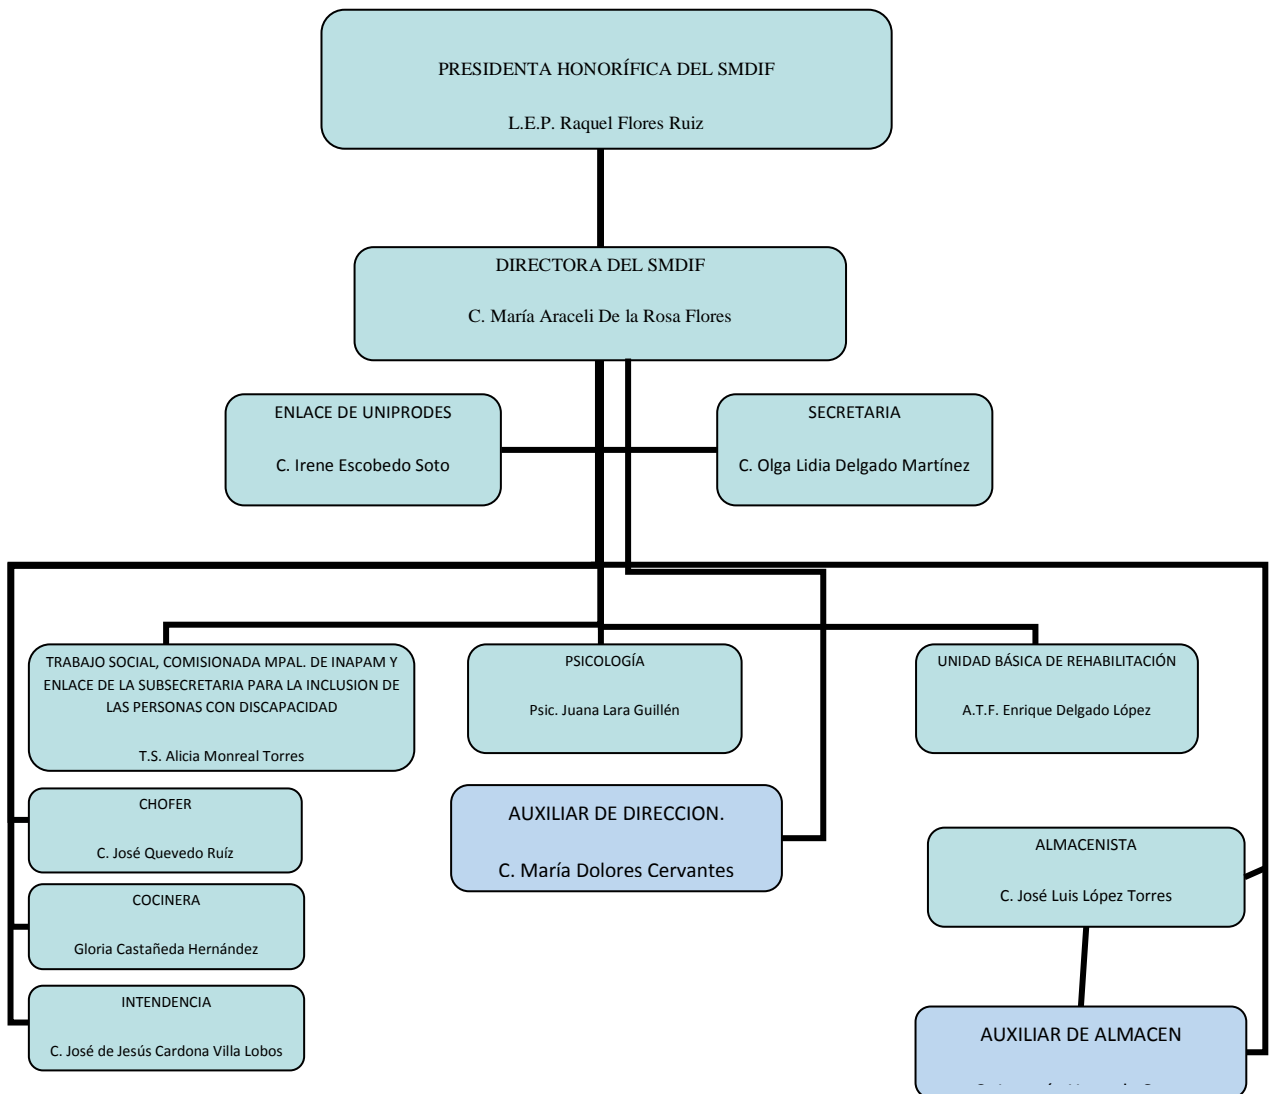 PRESIDENTA HONORÍFICA DEL SMDIF
L.E.P. Raquel Flores Ruiz
DIRECTORA DEL SMDIF
C. María Araceli De la Rosa Flores
ENLACE DE UNIPRODES
C. Irene Escobedo Soto
SECRETARIA
C. Olga Lidia Delgado Martínez
TRABAJO SOCIAL, COMISIONADA MPAL. DE INAPAM Y
ENLACE DE LA SUBSECRETARIA PARA LA INCLUSION DE
LAS PERSONAS CON DISCAPACIDAD
T.S. Alicia Monreal Torres
PSICOLOGÍA
Psic. Juana Lara Guillén
UNIDAD BÁSICA DE REHABILITACIÓN
A.T.F. Enrique Delgado López
CHOFER
C. José Quevedo Ruíz
AUXILIAR DE DIRECCION.
C. María Dolores Cervantes
ALMACENISTA
C. José Luis López Torres
COCINERA
Gloria Castañeda Hernández
INTENDENCIA
C. José de Jesús Cardona Villa Lobos
AUXILIAR DE ALMACEN